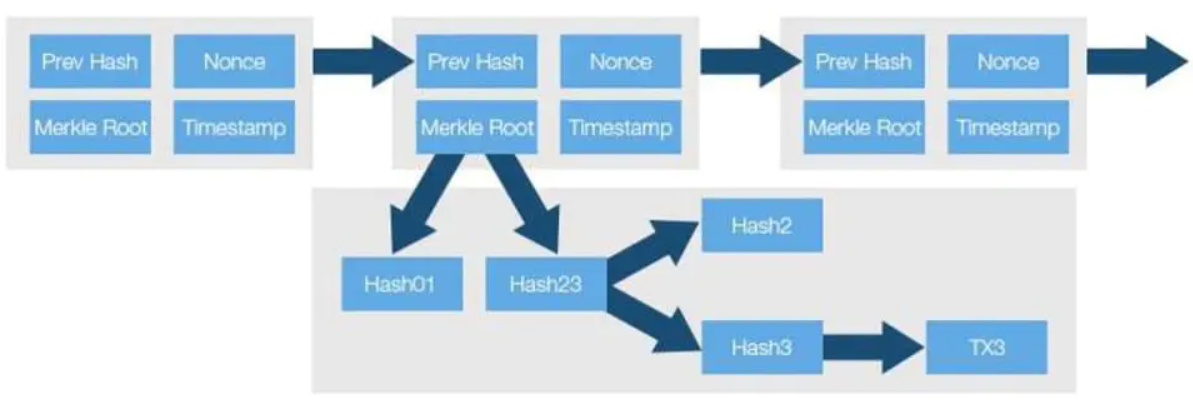 Prev Hash Nonce
Merkle Root Timestamp
Prev Hash Nonce
Merkle Root Timestamp
Prev Hash Nonce
Merkle Root Timestamp
Hash01
Hash23
Hash2
Hash3
TX3